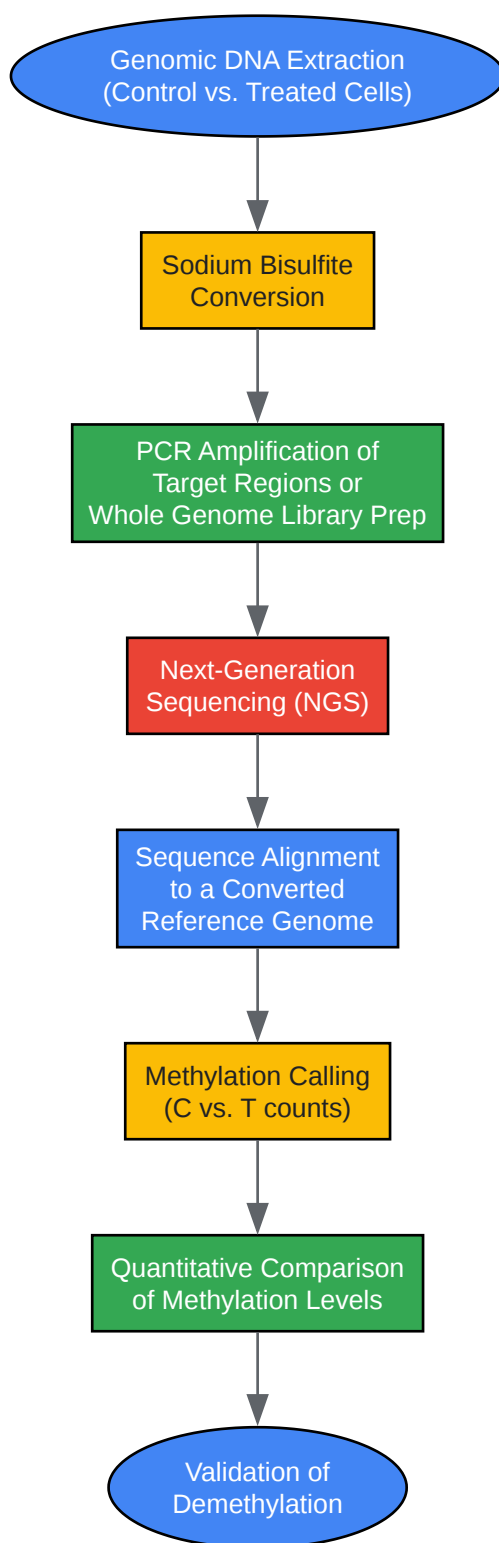 Genomic DNA Extraction
(Control vs. Treated Cells)
Sodium Bisulfite
Conversion
PCR Amplification of
Target Regions or
Whole Genome Library Prep
Next-Generation
Sequencing (NGS)
Sequence Alignment
to a Converted
Reference Genome
Methylation Calling
(C vs. T counts)
Quantitative Comparison
of Methylation Levels
Validation of
Demethylation